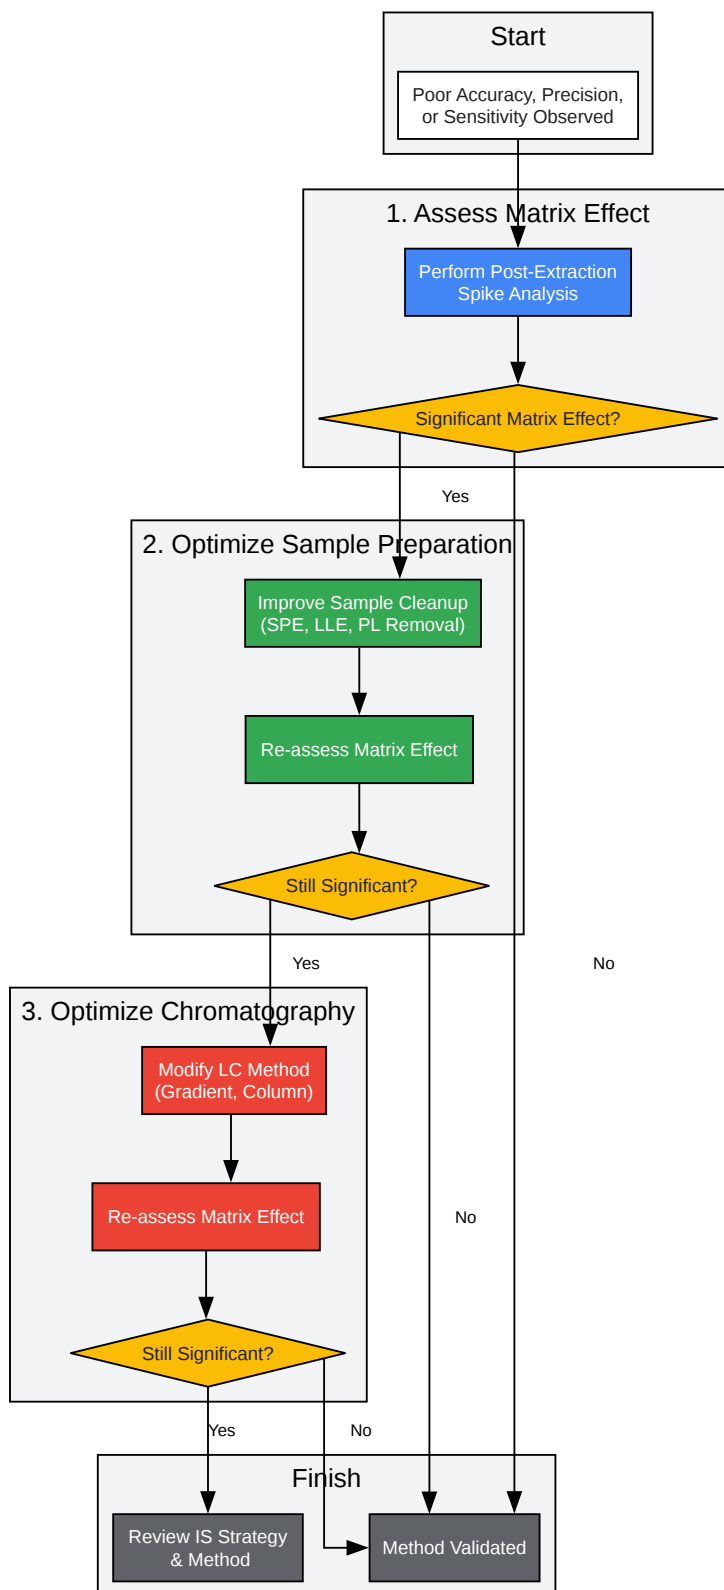 Start
Poor Accuracy, Precision,
or Sensitivity Observed
1. Assess Matrix Effect
Perform Post-Extraction
Spike Analysis
Significant Matrix Effect?
Yes
2. Optimize Sample Preparation
Improve Sample Cleanup
(SPE, LLE, PL Removal)
Re-assess Matrix Effect
Still Significant?
Yes
No
3. Optimize Chromatography
Modify LC Method
(Gradient, Column)
Re-assess Matrix Effect
No
Still Significant?
Yes
No
Finish
Review IS Strategy
& Method
Method Validated